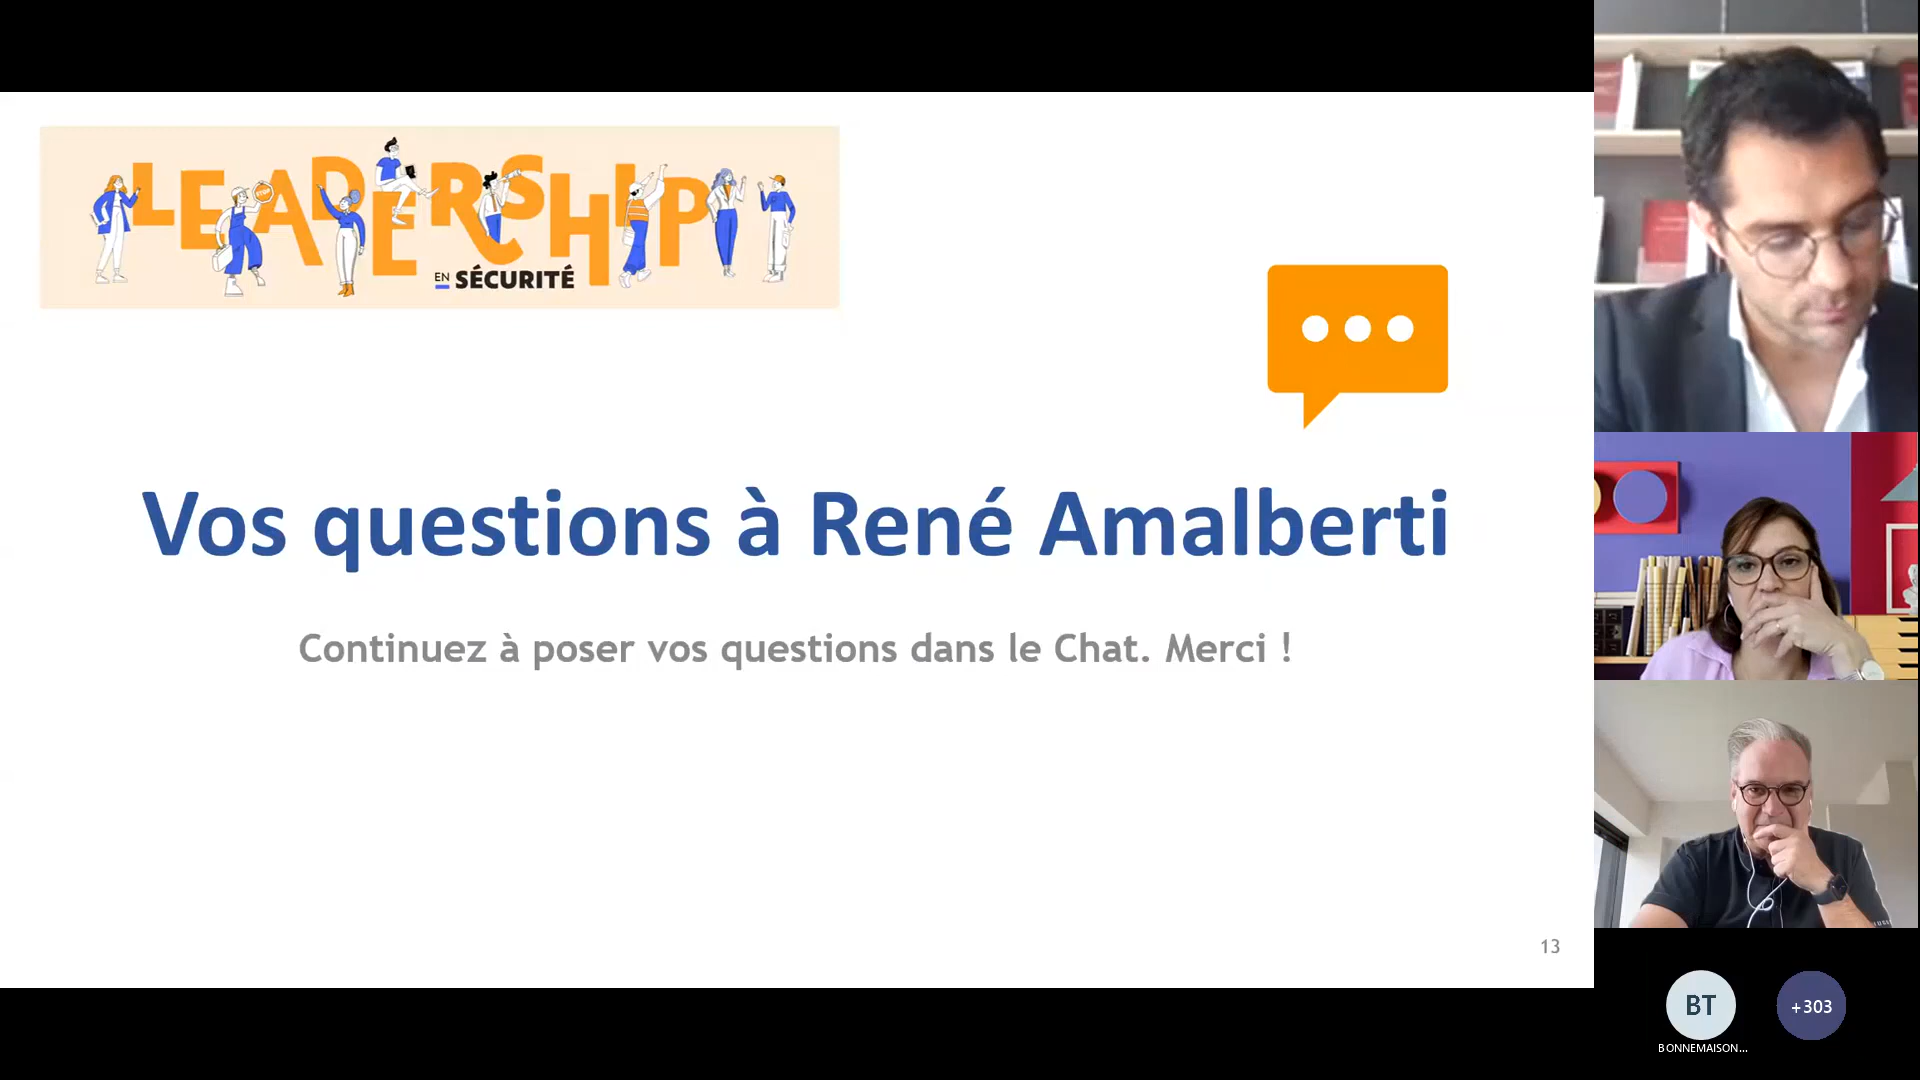 LEADERSHIP
STOP
EN SÉCURITÉ
Vos questions à René Amalberti
Continuez à poser vos questions dans le Chat. Merci !
13
BT
+303
BONNEMAISON...